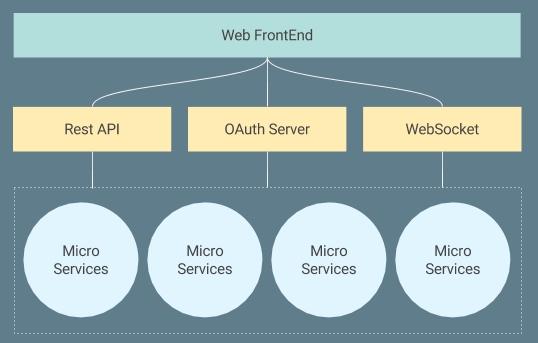 Web FrontEnd
Rest API
OAuth Server
WebSocket
Micro
Services
Micro
Services
Micro
Services
Micro
Services